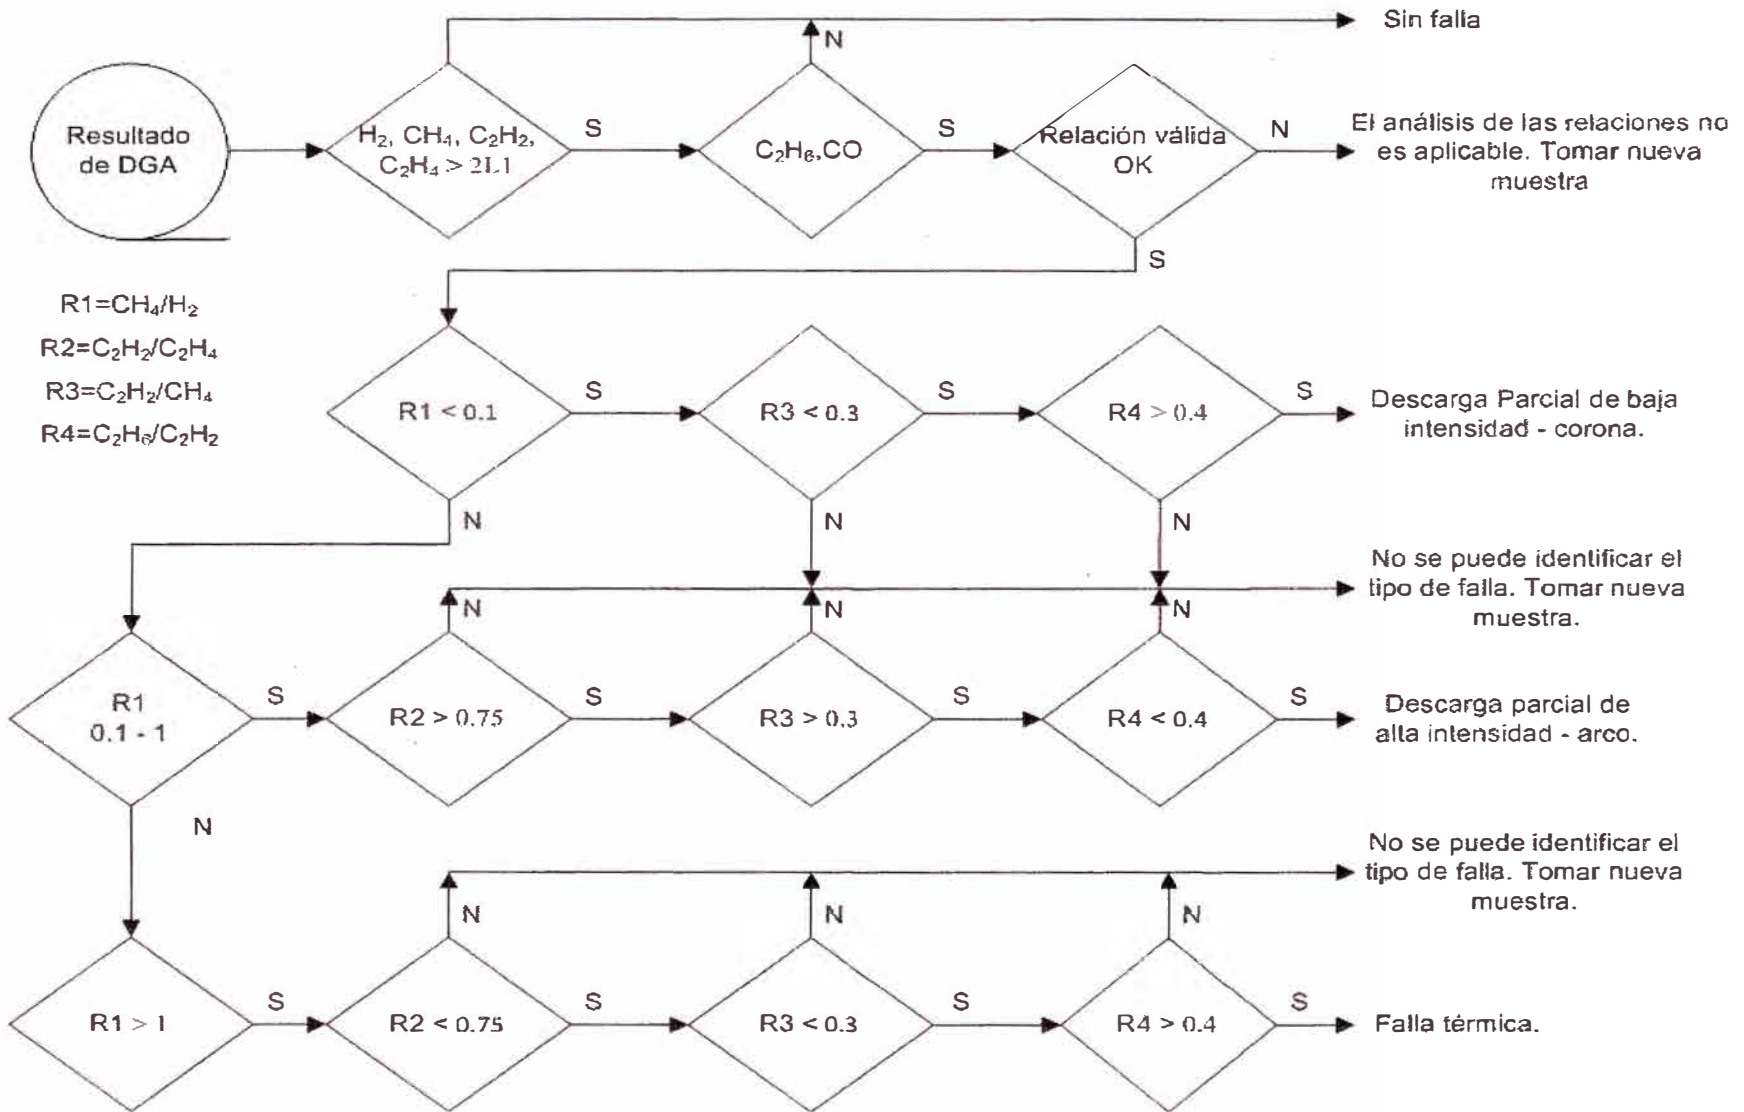 Sin falla
N
Resultado
de DGA
H₂, CH₄, C₂H₂,
C₂H₄ > 2L1
S
C₂H₆,CO
S
Relación válida
OK
N
El análisis de las relaciones no
es aplicable. Tomar nueva
muestra
S
R1=CH₄/H₂
R2=C₂H₂/C₂H₄
R3=C₂H₂/CH₄
R4=C₂H₆/C₂H₂
R1 < 0.1
S
R3 < 0.3
S
R4 > 0.4
S
Descarga Parcial de baja
intensidad - corona.
N
N
N
No se puede identificar el
tipo de falla. Tomar nueva
muestra.
N
N
N
R1
0.1 - 1
S
R2 > 0.75
S
R3 > 0.3
S
R4 < 0.4
S
Descarga parcial de
alta intensidad - arco.
N
No se puede identificar el
tipo de falla. Tomar nueva
muestra.
N
N
N
R1 > 1
S
R2 < 0.75
S
R3 < 0.3
S
R4 > 0.4
S
Falla térmica.